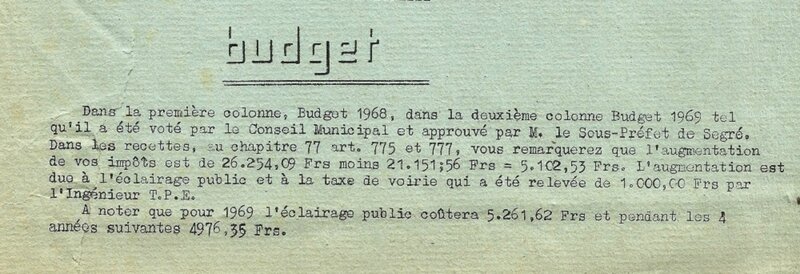 budget
Dans la première colonne, Budget 1968, dans la deuxième colonne Budget 1969 tel
qu'il a été voté par le Conseil Municipal et approuvé par M. le Sous-Préfet de Segré.
Dans les recettes, au chapitre 77 art. 775 et 777, vous remarquerez que l'augmentation
de vos impôts est de 26.254,09 Frs moins 21.151;56 Frs = 5.102,53 Frs. L'augmentation est
due à l'éclairage public et à la taxe de voirie qui a été relevée de 1.000,00 Frs par
l'Ingénieur T.P.E.
A noter que pour 1969 l'éclairage public coûtera 5.261,62 Frs et pendant les 4
années suivantes 4976,35 Frs.